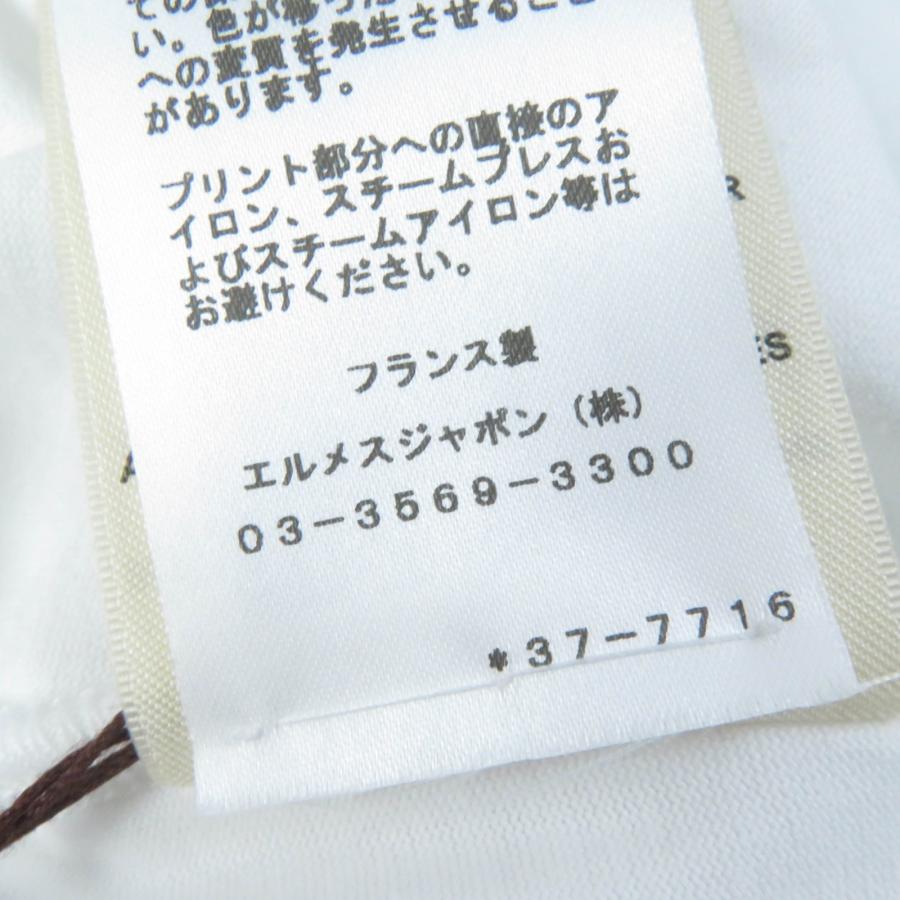 い。色が移った
への変質を発生させること
があります。
プリント部分への直接のア
イロン、スチームプレスお
よびスチームアイロン等は
お避けください。
フランス製
エルメスジャポン（株）
03-3569-3300
*37-7716
R
ES
A